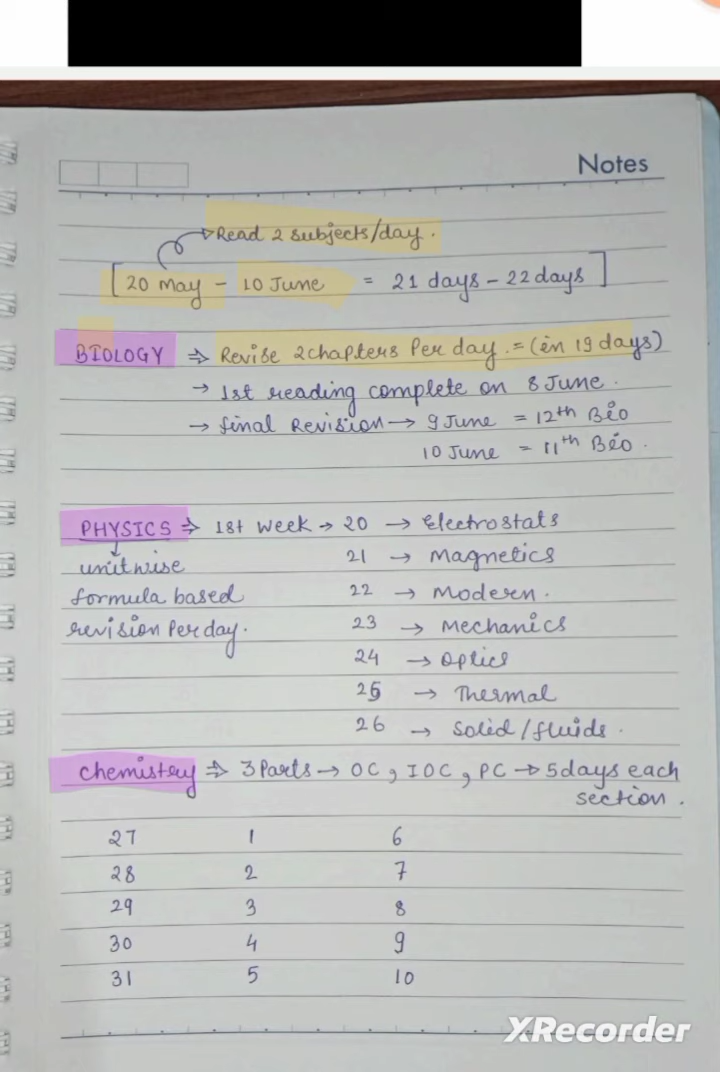 Notes
Read 2 subjects/day.
[20 May - 10 June = 21 days - 22 days]
BIOLOGY ⇒ Revise 2 chapters Per day. = (in 19 days)
→ 1st reading complete on 8 June.
→ final Revision → 9 June = 12th Bio
10 June = 11th Bio.
PHYSICS ⇒ 1st Week → 20 → Electrostats
↓
21 → Magnetics
unitwise
formula based
22 → Modern.
revision Per day.
23 → Mechanics
24 → Optics
25 → Thermal
26 → Solid/fluids.
Chemistry ⇒ 3 Parts → OC, IOC, PC → 5 days each
section.
27 1 6
28 2 7
29 3 8
30 4 9
31 5 10
XRecorder